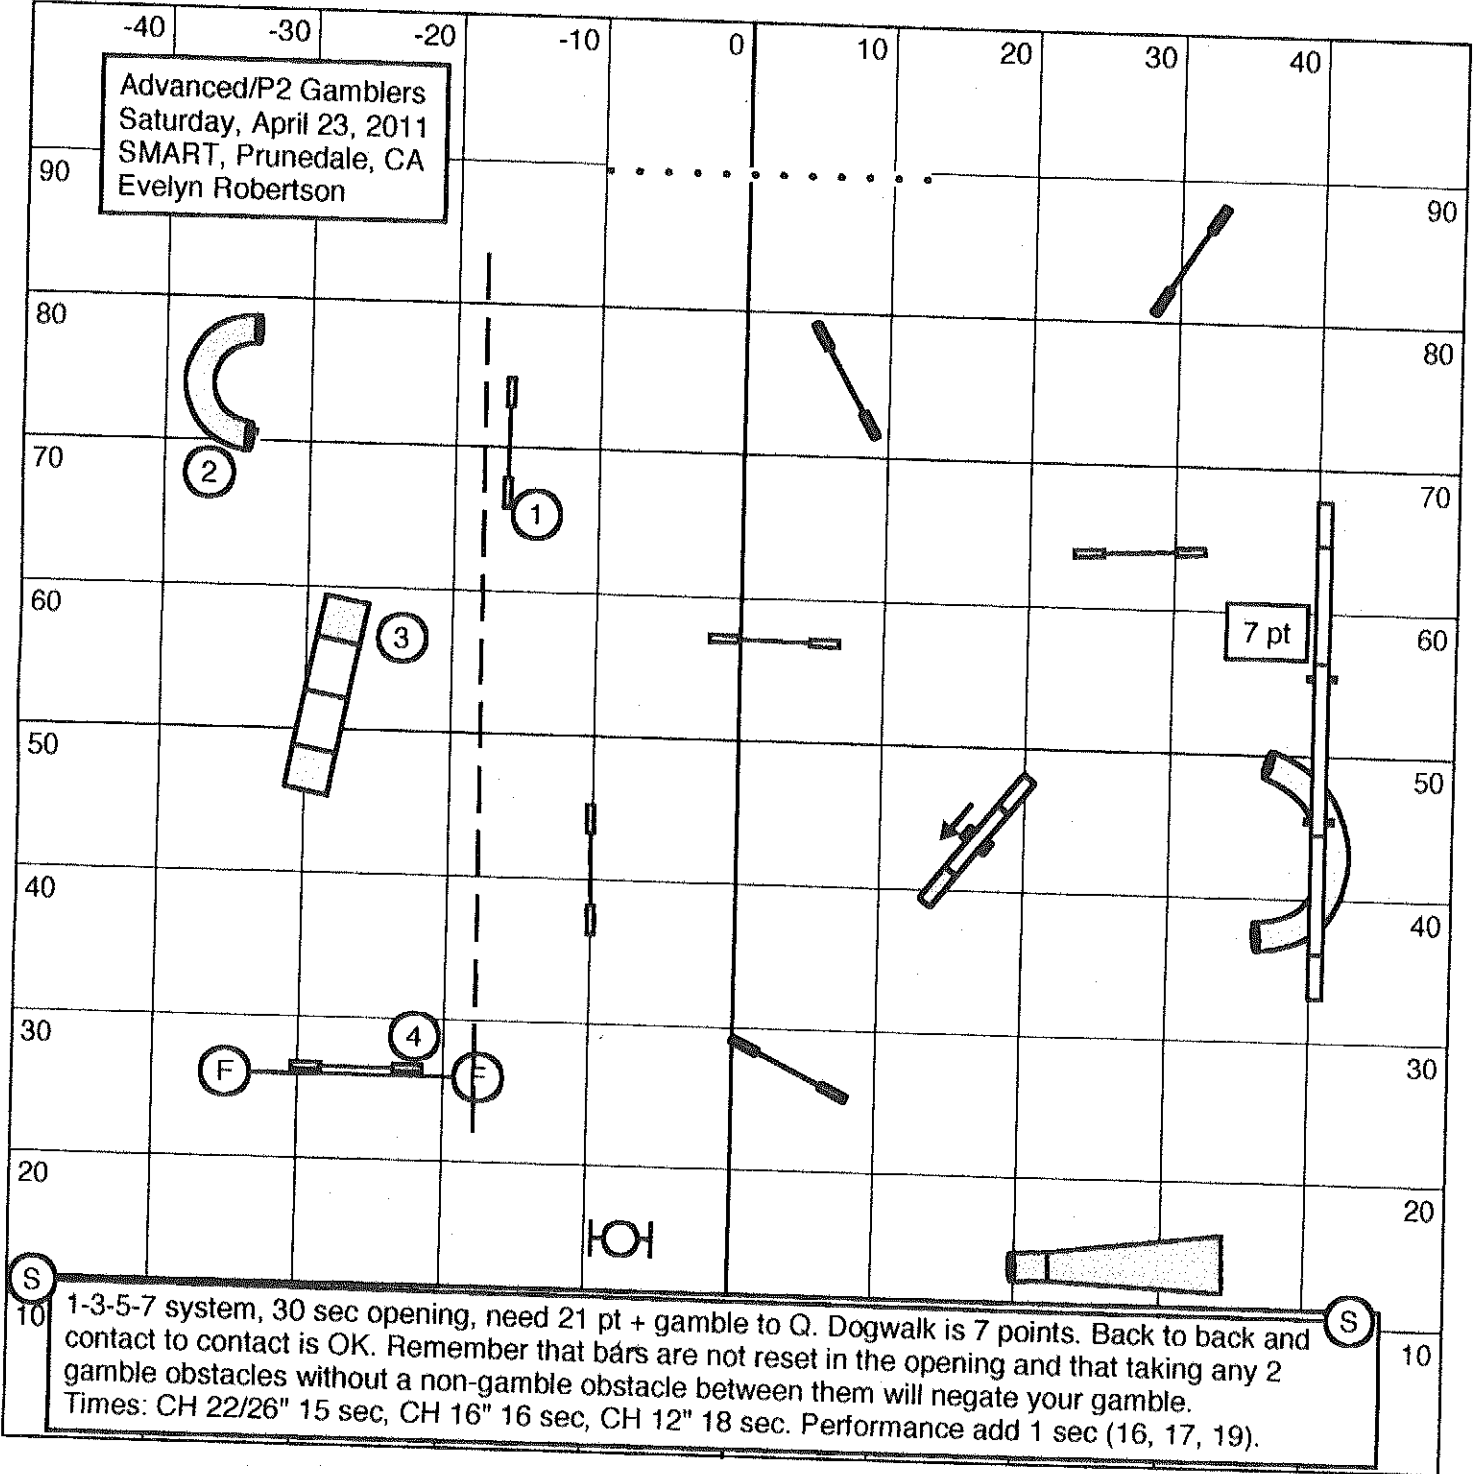 -40 -30 -20 -10 0 10 20 30 40
Advanced/P2 Gamblers
Saturday, April 23, 2011
SMART, Prunedale, CA
Evelyn Robertson
90 90
80 80
70 70
2
1
60 60
3
7 pt
50 50
40 40
30 30
4
F F
20 20
S S
10 10
1-3-5-7 system, 30 sec opening, need 21 pt + gamble to Q. Dogwalk is 7 points. Back to back and
contact to contact is OK. Remember that bars are not reset in the opening and that taking any 2
gamble obstacles without a non-gamble obstacle between them will negate your gamble.
Times: CH 22/26" 15 sec, CH 16" 16 sec, CH 12" 18 sec. Performance add 1 sec (16, 17, 19).